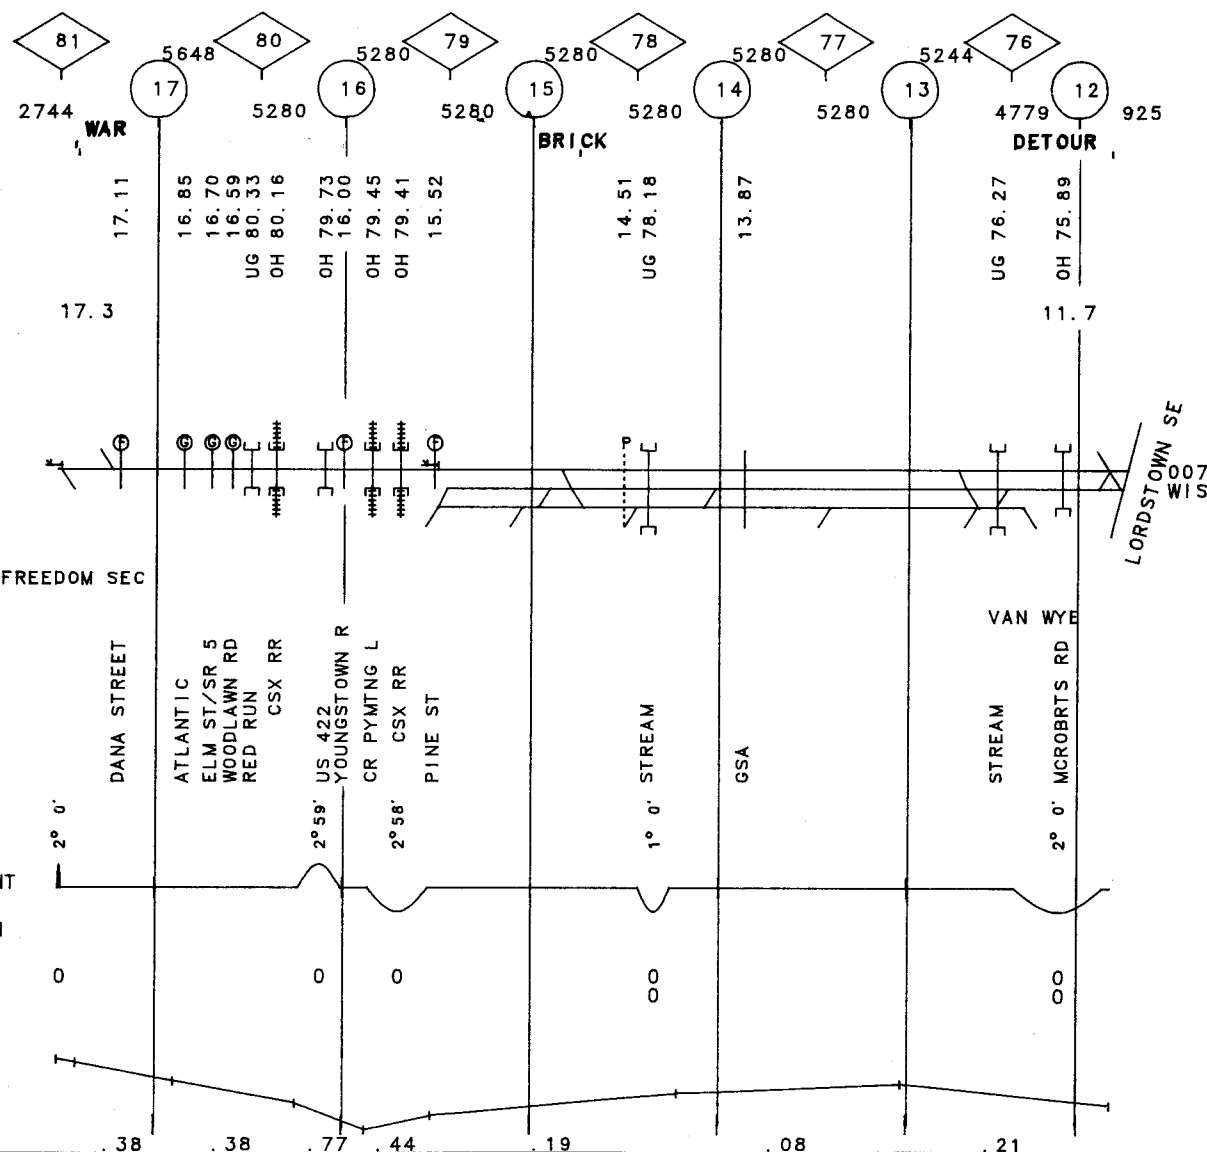 81 80 79 78 77 76
5648 5280 5280 5280 5244
17 16 15 14 13 12
2744 5280 5280 5280 5280 4779 925
WAR BRICK DETOUR
17.11
16.85
16.70
16.59
UG 80.33
OH 80.16
OH 79.73
16.00
OH 79.45
OH 79.41
15.52
14.51
UG 78.18
13.87
UG 76.27
OH 75.89
17.3 11.7
F G G G F F P
007
WIS
LORDSTOWN SE
FREEDOM SEC
VAN WYE
DANA STREET
ATLANTIC
ELM ST/SR 5
WOODLAWN RD
RED RUN
CSX RR
US 422
YOUNGSTOWN R
CR PYMTNG L
CSX RR
PINE ST
STREAM
GSA
STREAM
MCROBRTS RD
2° 0'
2°59'
2°58'
1° 0'
2° 0'
NT
0 0 0 0 0
0 0
.38 .38 .77 .44 .19 .08 .21